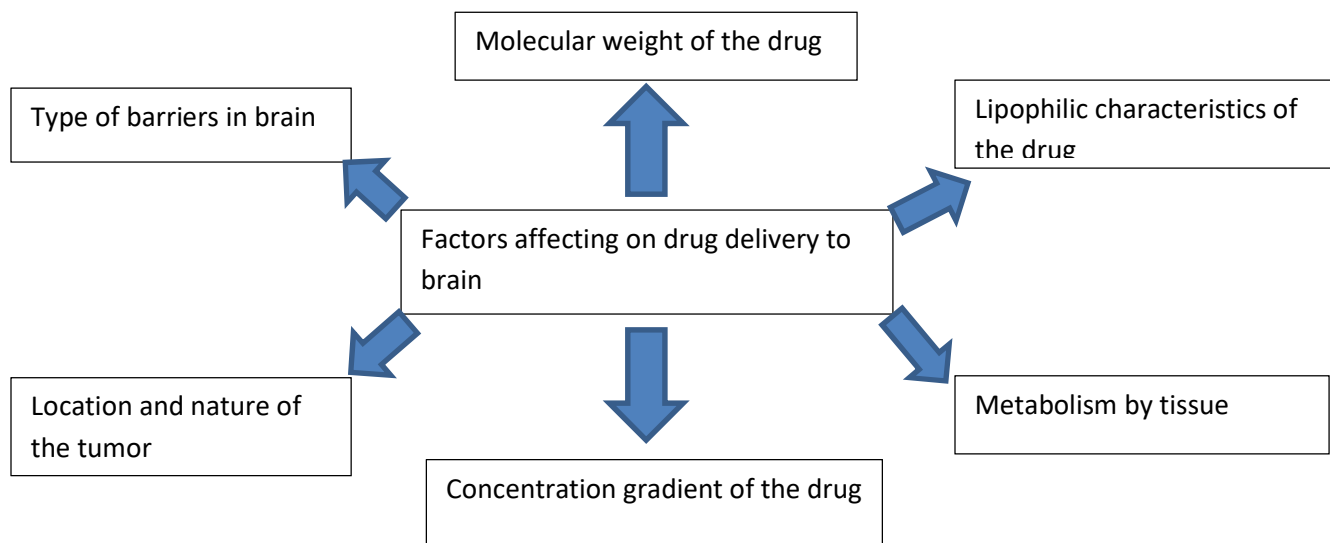 Molecular weight of the drug
Type of barriers in brain
Lipophilic characteristics of
the drug
Factors affecting on drug delivery to
brain
Location and nature of
the tumor
Metabolism by tissue
Concentration gradient of the drug